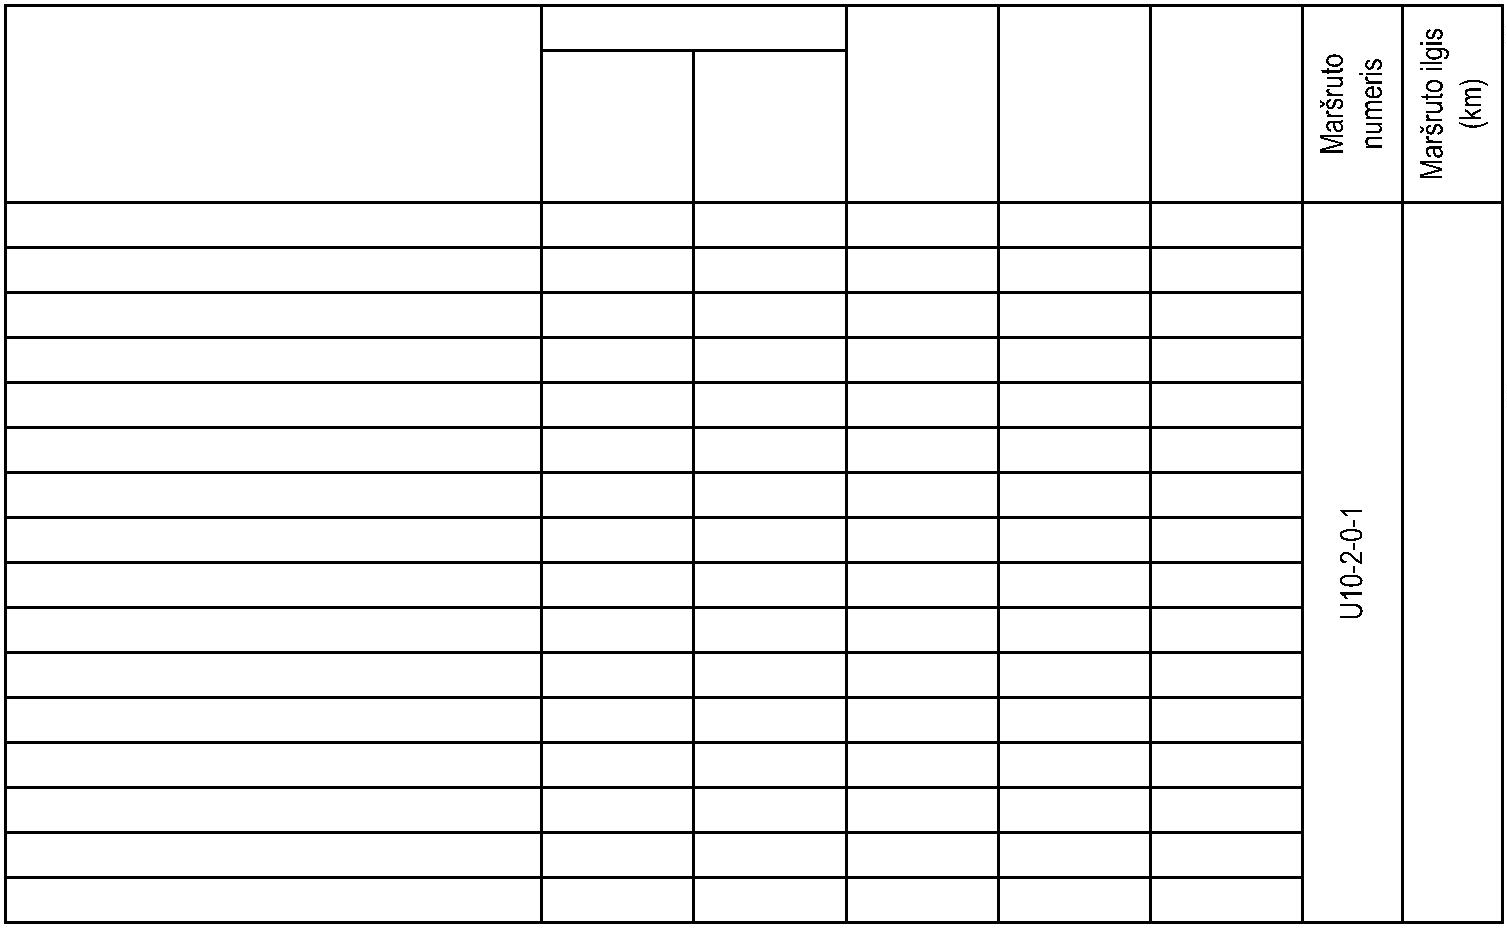 Maršruto
numeris
Maršruto ilgis
(km)
U10-2-0-1